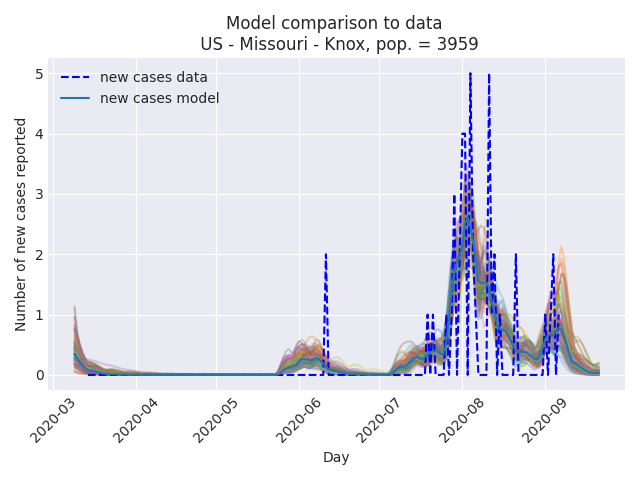 Model comparison to data
US - Missouri - Knox, pop. = 3959
new cases data
new cases model
Number of new cases reported
5
4
3
2
1
0
2020-03
2020-04
2020-05
2020-06
2020-07
2020-08
2020-09
Day